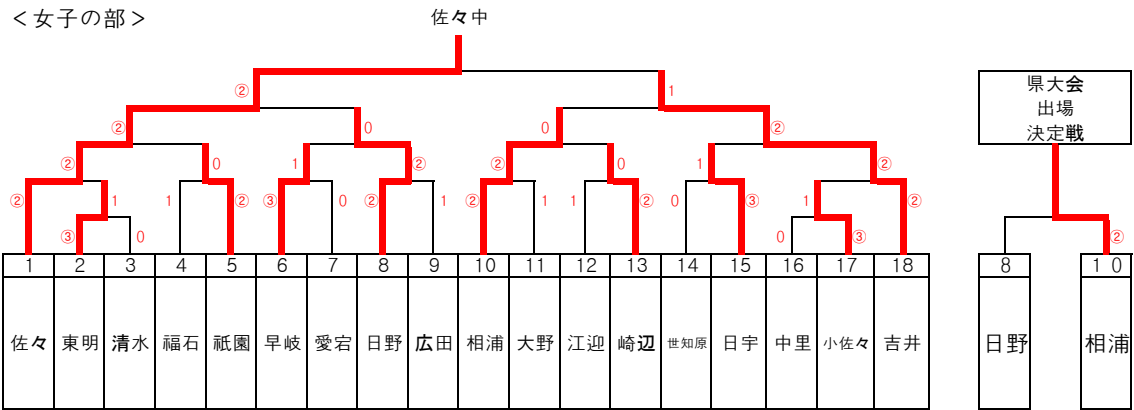 ＜女子の部＞
佐々中
② 1
② 0 0 ②
② 0 1 ② ② 0 1 ②
② 1 1 ② ③ 0 ② 1 ② 1 1 ② 0 ③ 1 ②
③ 0 0 ③
1 2 3 4 5 6 7 8 9 10 11 12 13 14 15 16 17 18
佐々 東明 清水 福石 祇園 早岐 愛宕 日野 広田 相浦 大野 江迎 崎辺 世知原 日宇 中里 小佐々 吉井
県大会
出場
決定戦
②
8 10
日野 相浦